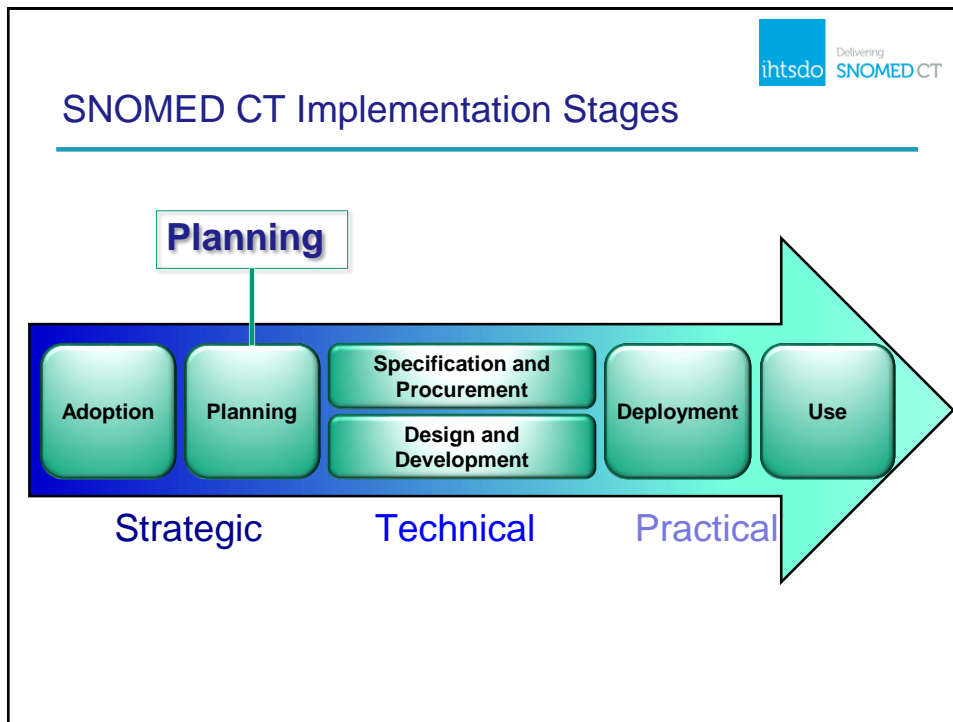 ihtsdo
Delivering
SNOMED CT
SNOMED CT Implementation Stages
Planning
Adoption
Planning
Specification and
Procurement
Design and
Development
Deployment
Use
Strategic
Technical
Practical